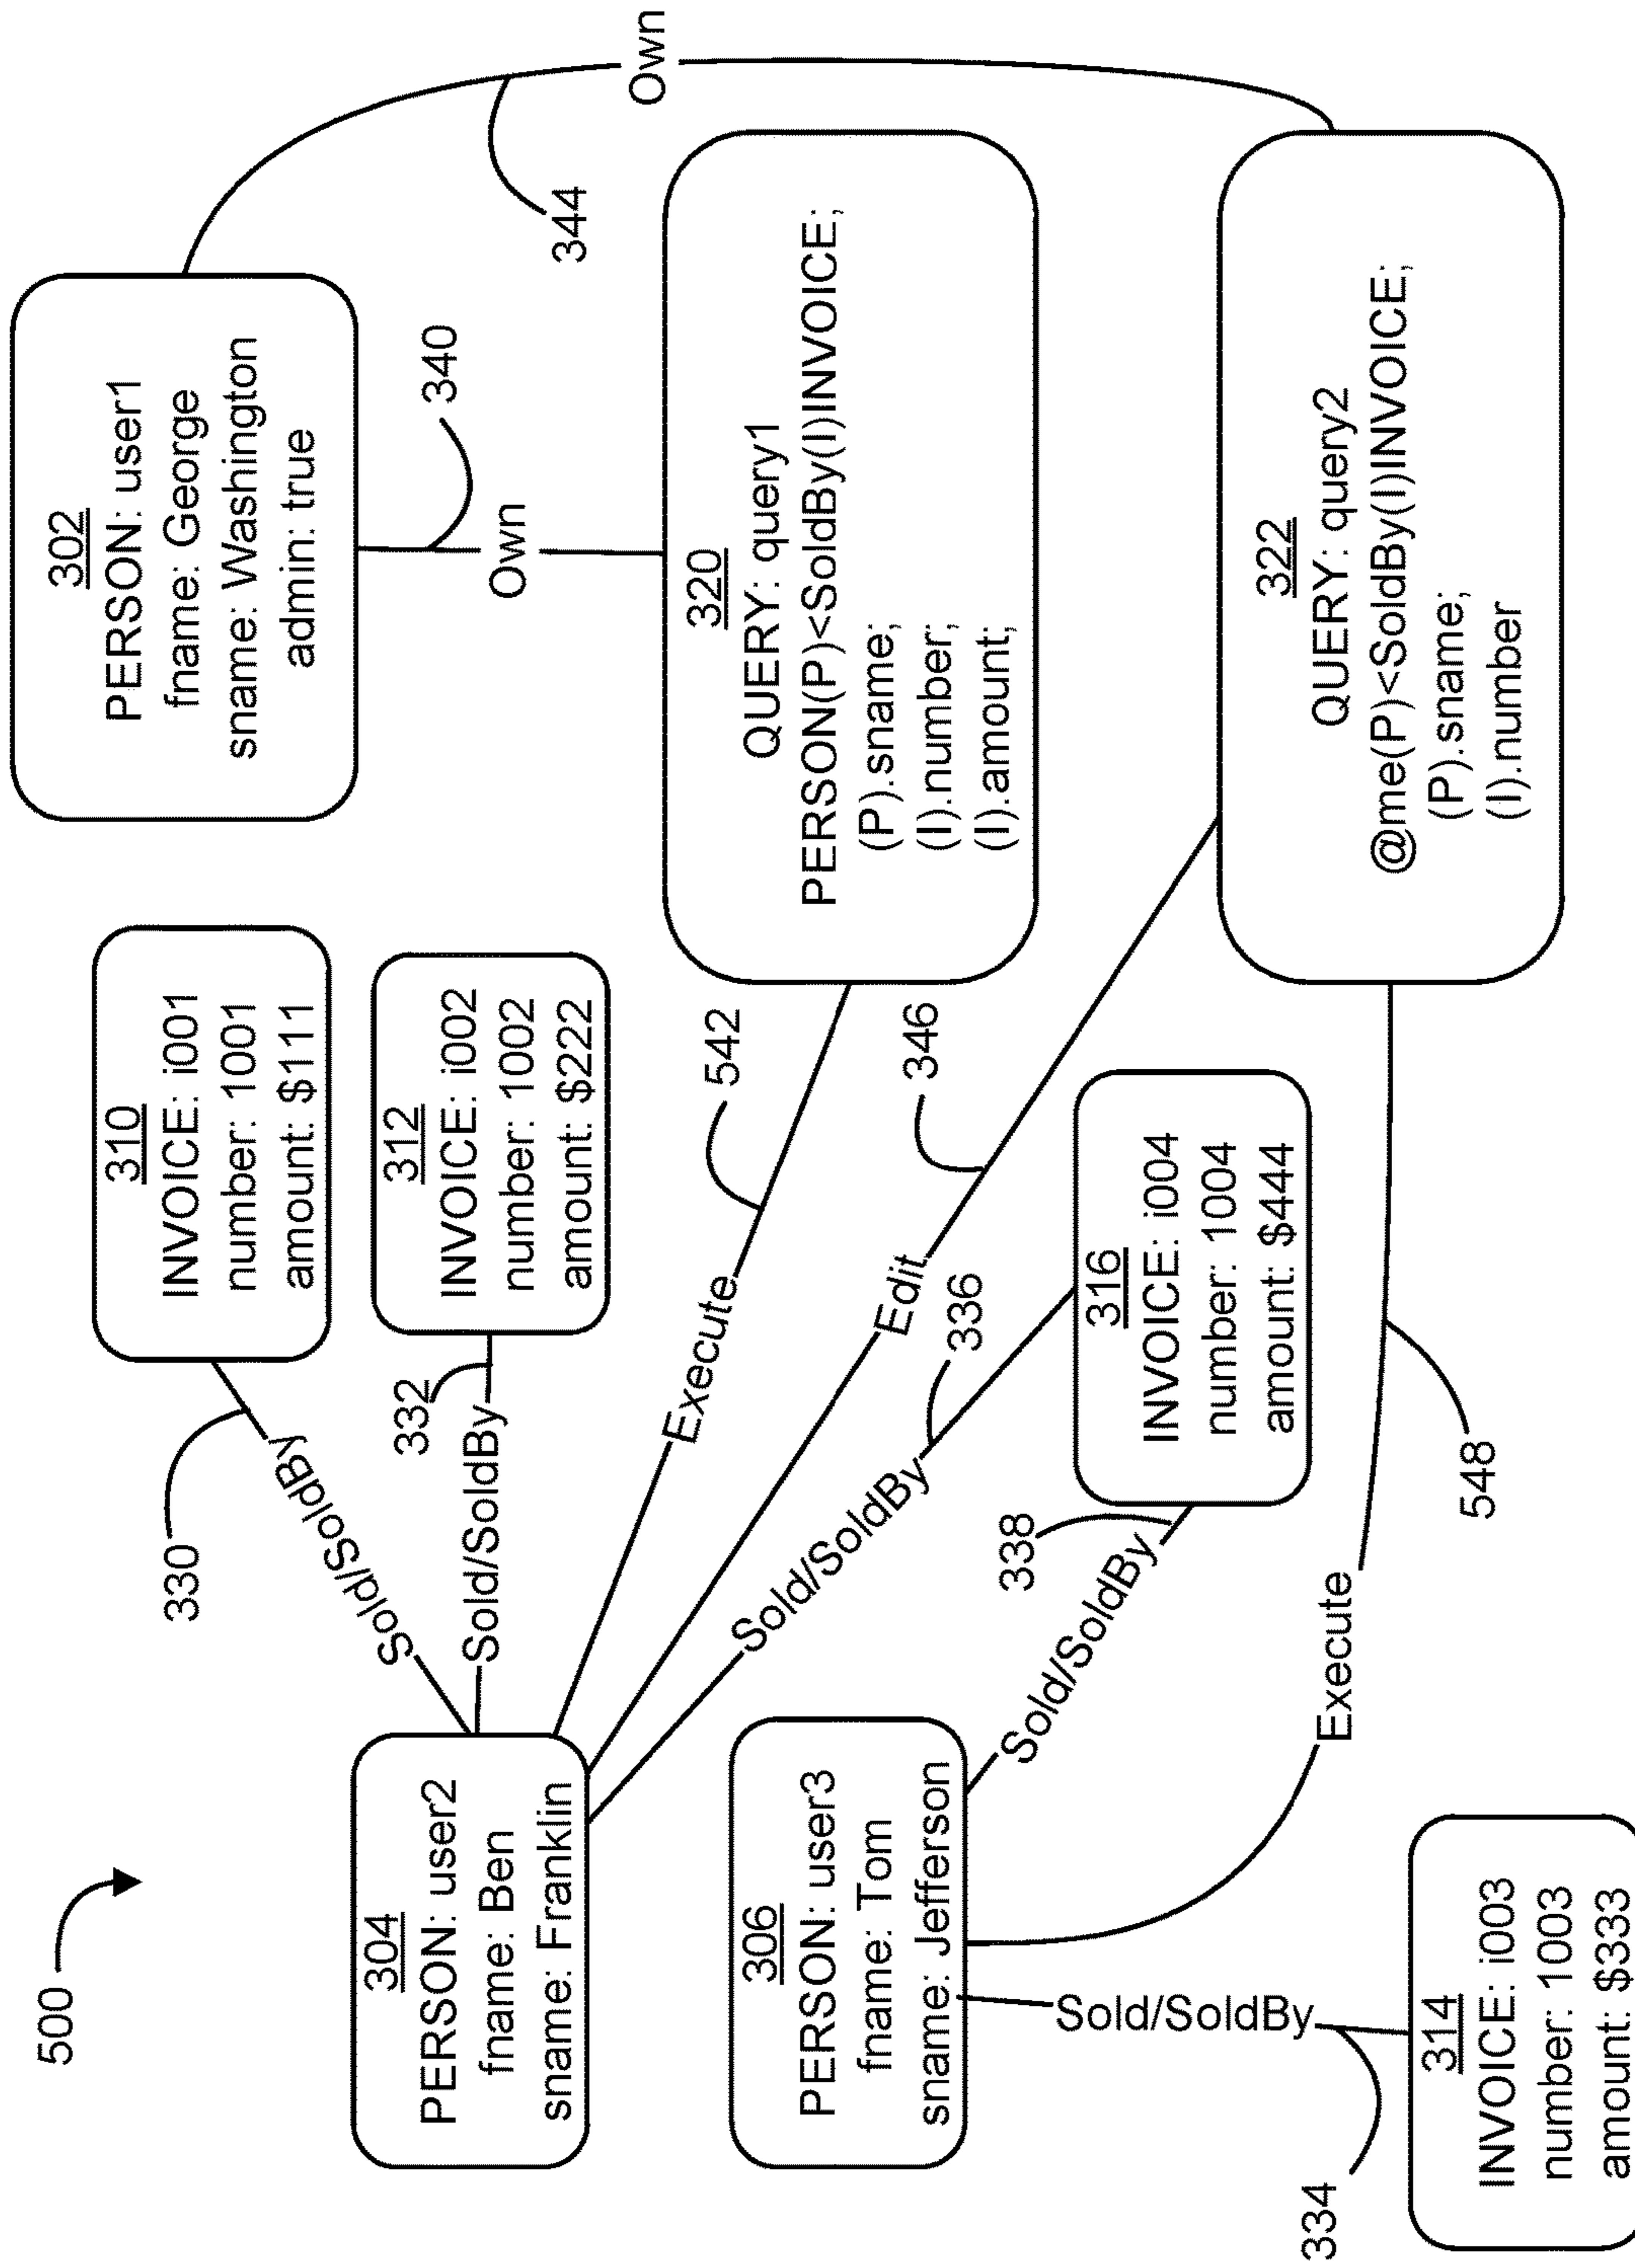 500
304
PERSON: user2
fname: Ben
sname: Franklin
330
Sold/SoldBy
332
Sold/SoldBy
310
INVOICE: i001
number: 1001
amount: $111
312
INVOICE: i002
number: 1002
amount: $222
302
PERSON: user1
fname: George
sname: Washington
admin: true
340
Own
344
Own
Execute
542
Edit
346
Sold/SoldBy
336
320
QUERY: query1
PERSON(P)<SoldBy(I)INVOICE;
(P).sname;
(I).number;
(I).amount;
306
PERSON: user3
fname: Tom
sname: Jefferson
Sold/SoldBy
338
316
INVOICE: i004
number: 1004
amount: $444
322
QUERY: query2
@me(P)<SoldBy(I)INVOICE;
(P).sname;
(I).number
Sold/SoldBy
334
Execute
548
314
INVOICE: i003
number: 1003
amount: $333